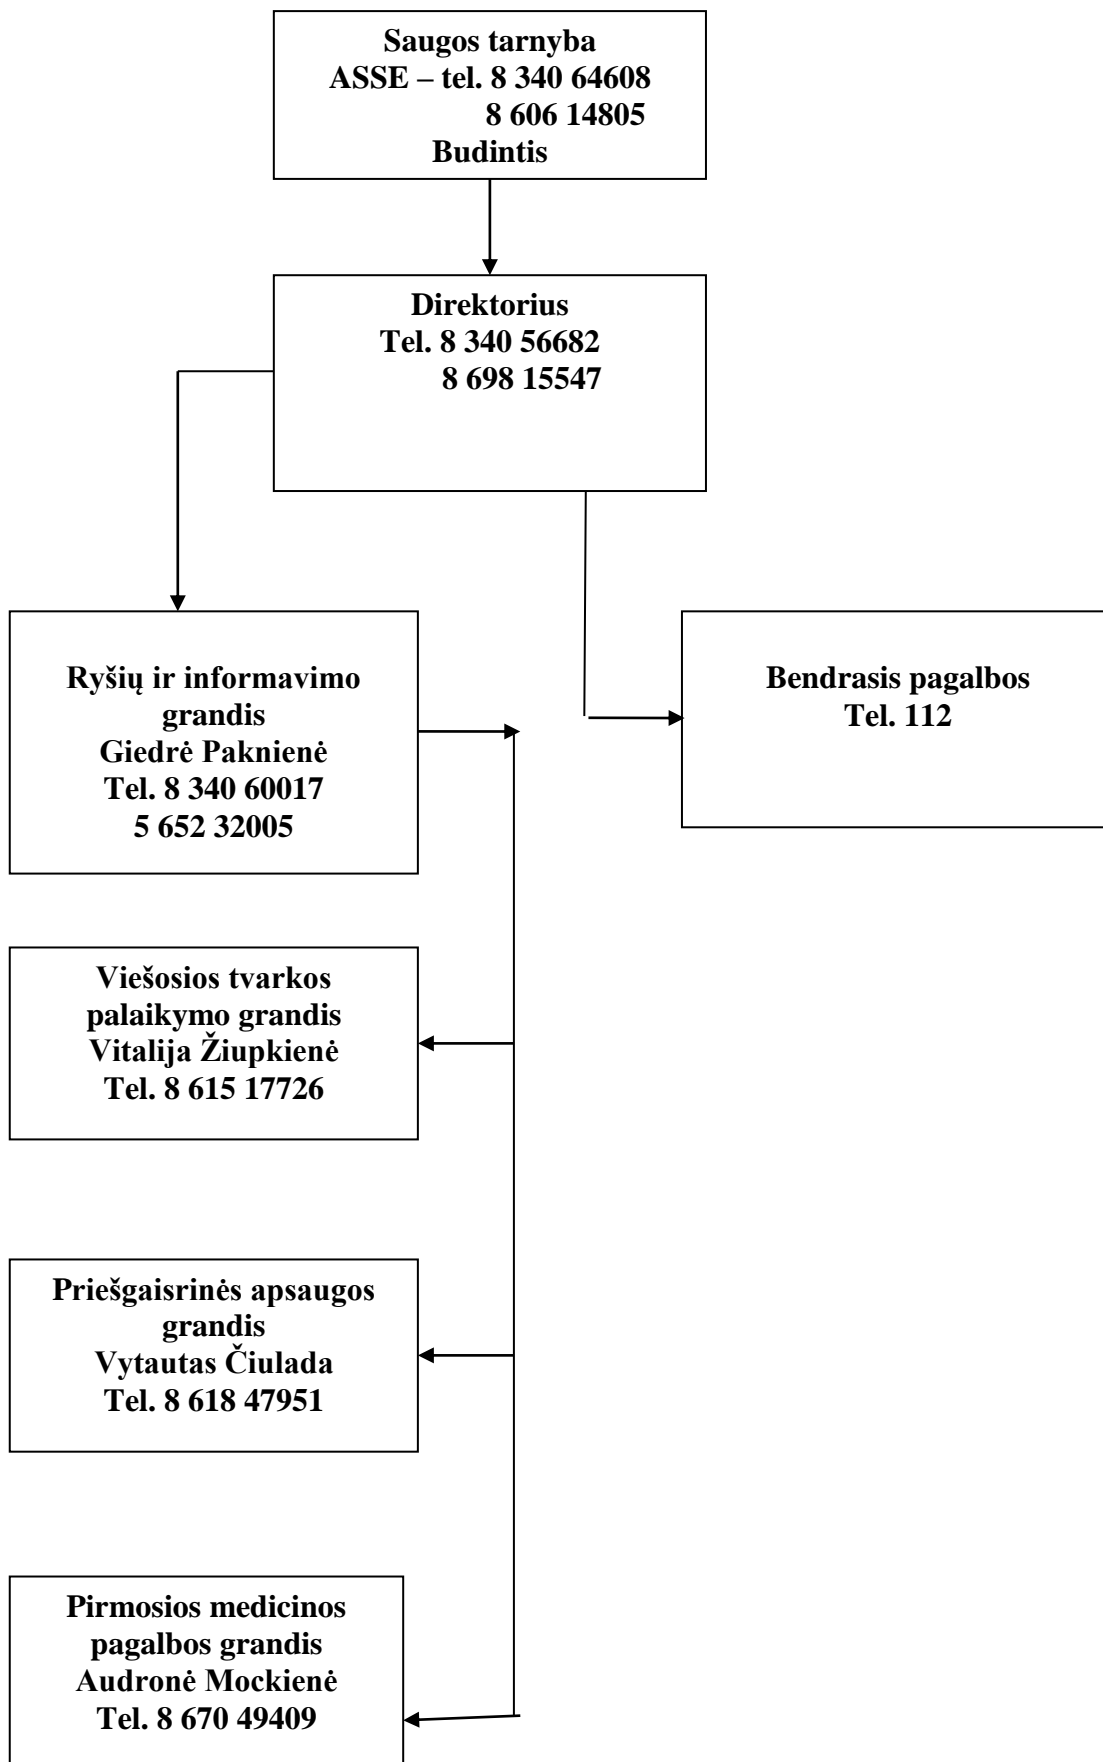 Saugos tarnyba
ASSE – tel. 8 340 64608
8 606 14805
Budintis
Direktorius
Tel. 8 340 56682
8 698 15547
Ryšių ir informavimo
grandis
Giedrė Paknienė
Tel. 8 340 60017
5 652 32005
Bendrasis pagalbos
Tel. 112
Viešosios tvarkos
palaikymo grandis
Vitalija Žiupkienė
Tel. 8 615 17726
Priešgaisrinės apsaugos
grandis
Vytautas Čiulada
Tel. 8 618 47951
Pirmosios medicinos
pagalbos grandis
Audronė Mockienė
Tel. 8 670 49409